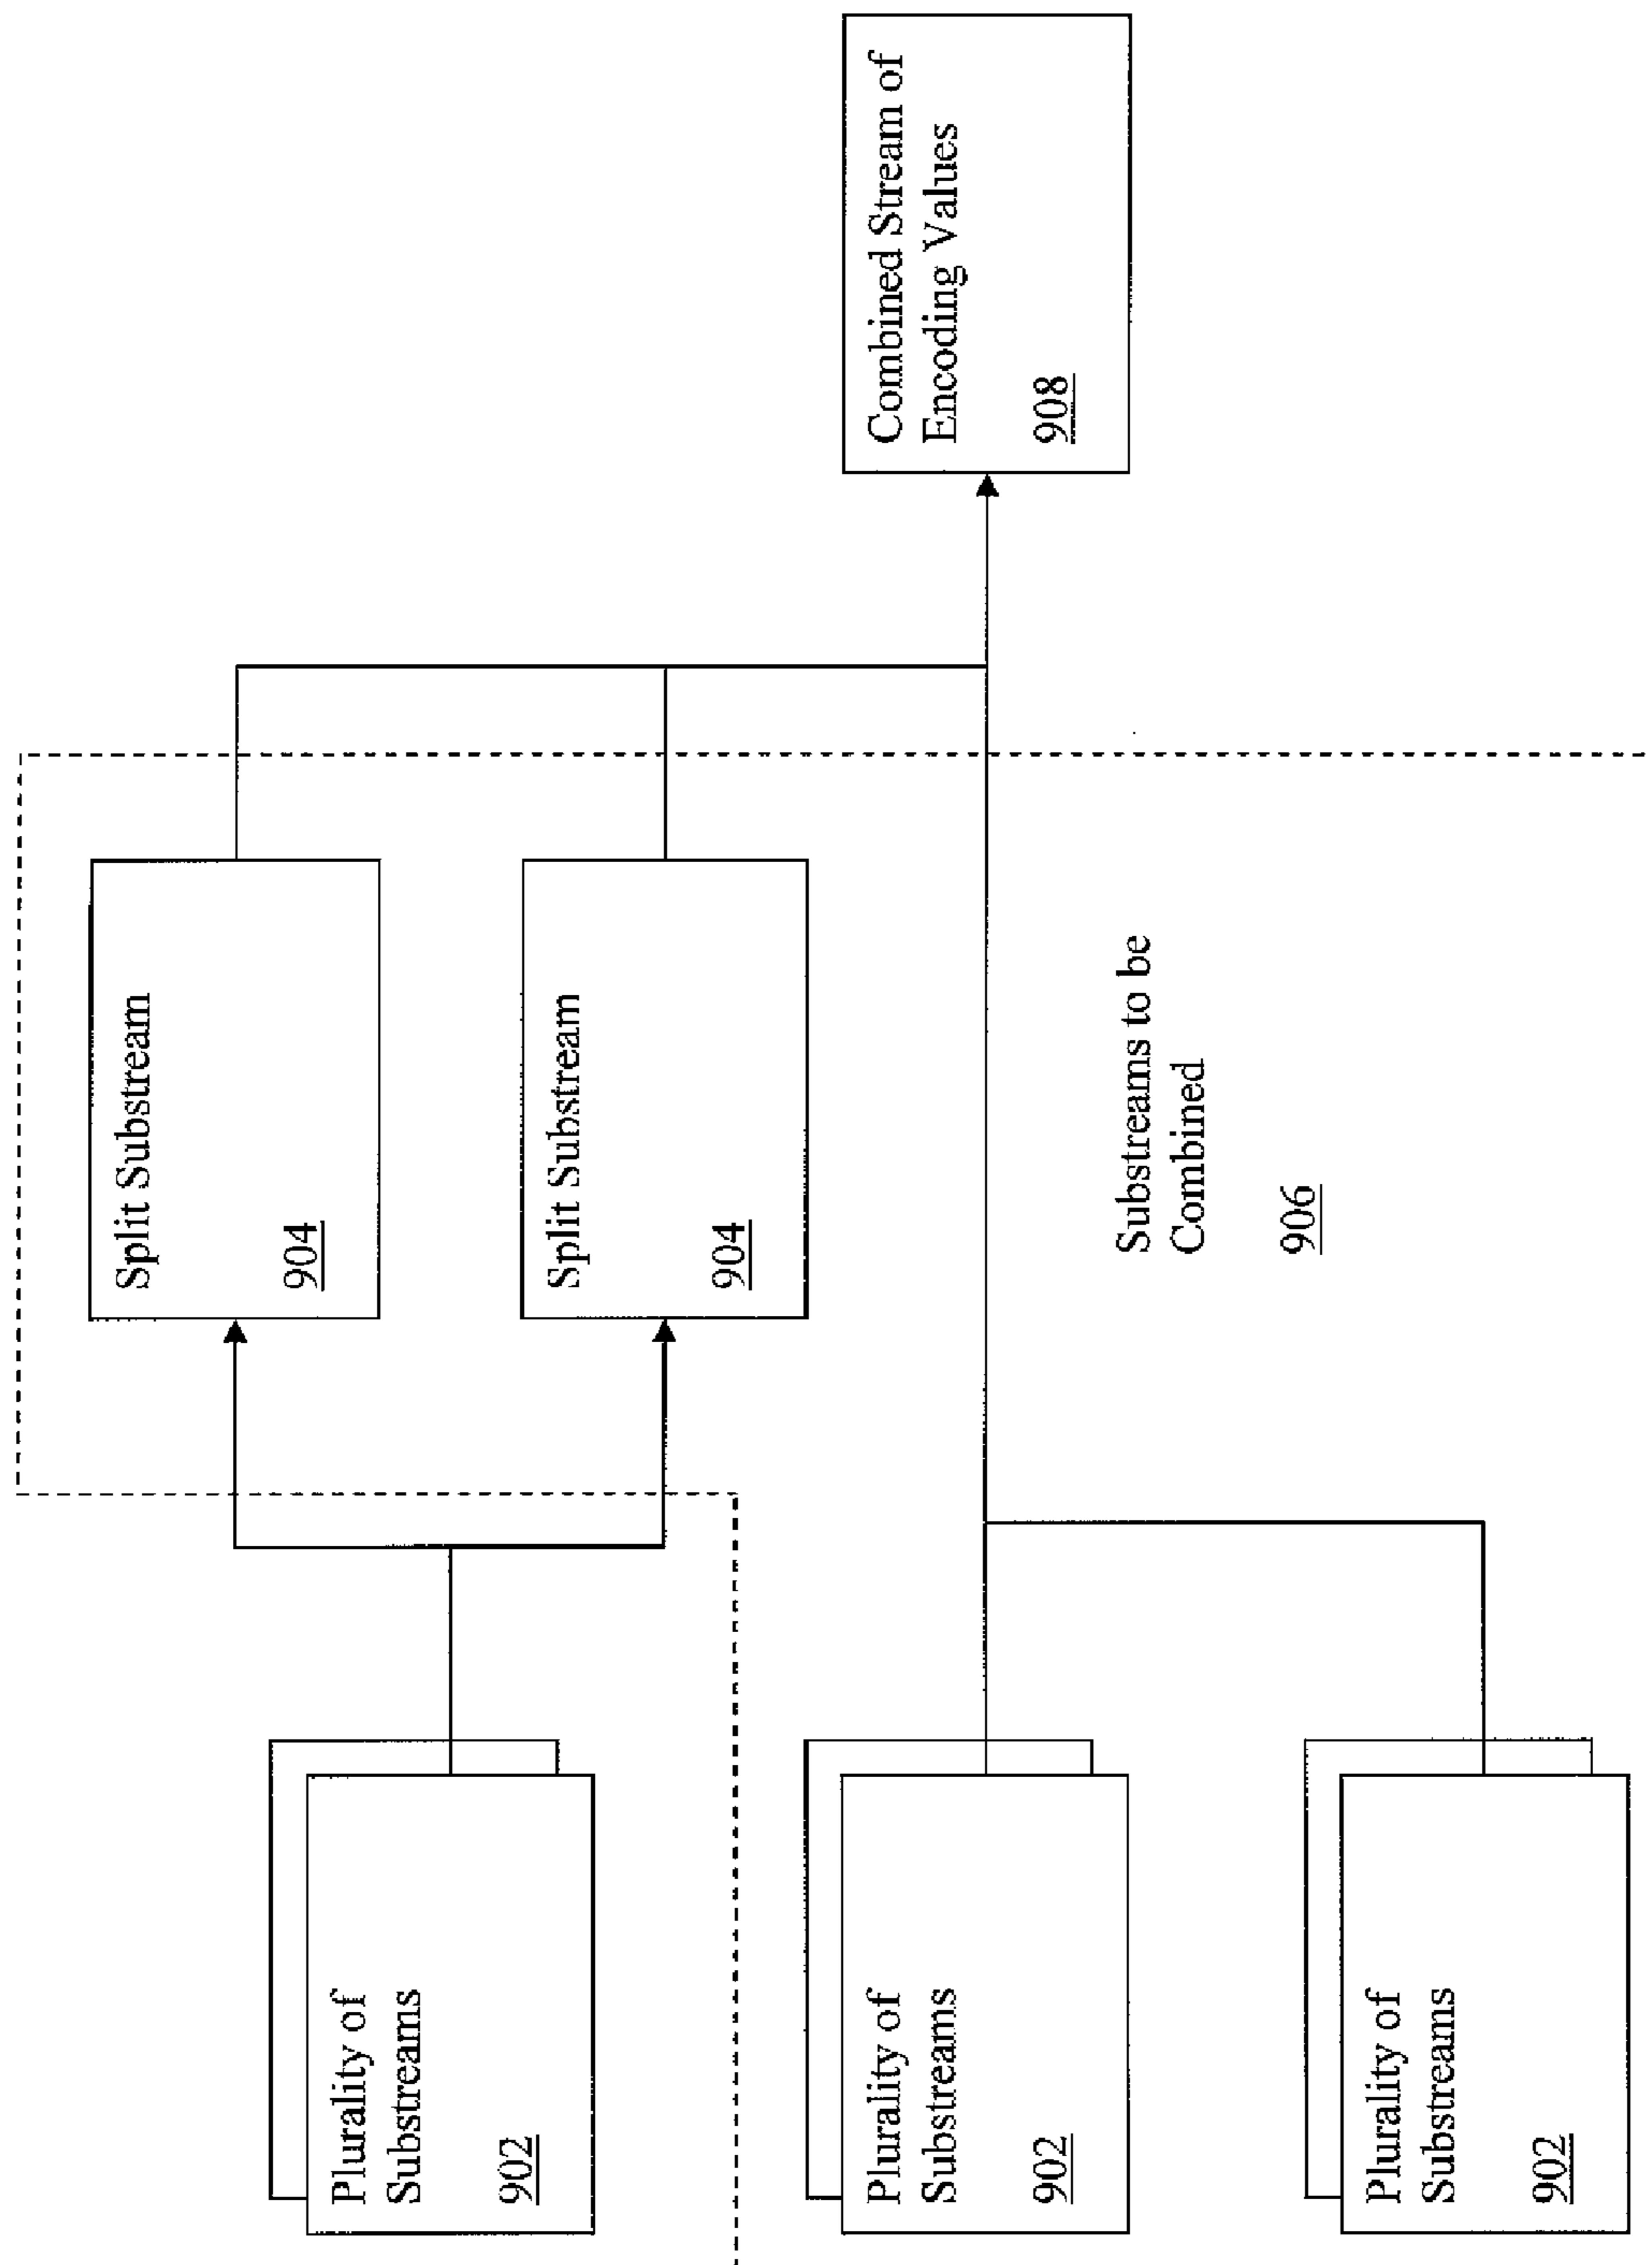 Plurality of
Substreams
902
Split Substream
904
Split Substream
904
Plurality of
Substreams
902
Plurality of
Substreams
902
Substreams to be
Combined
906
Combined Stream of
Encoding Values
908